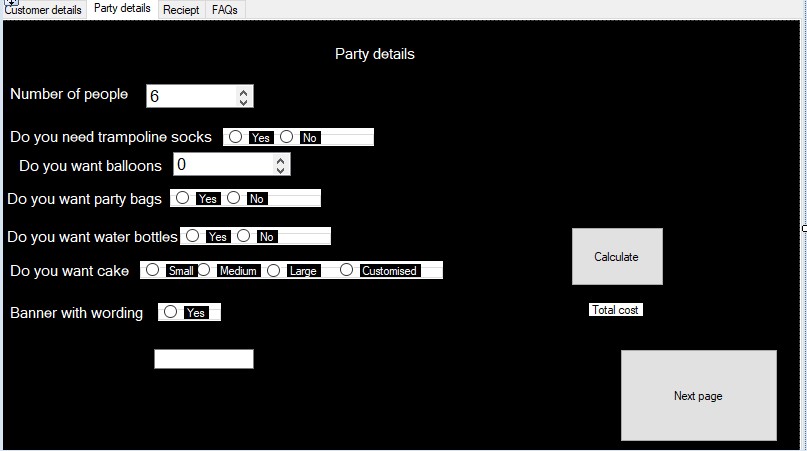 Customer details Party details Reciept FAQs
Party details
Number of people 6
Do you need trampoline socks Yes No
Do you want balloons 0
Do you want party bags Yes No
Do you want water bottles Yes No
Calculate
Do you want cake Small Medium Large Customised
Total cost
Banner with wording Yes
Next page